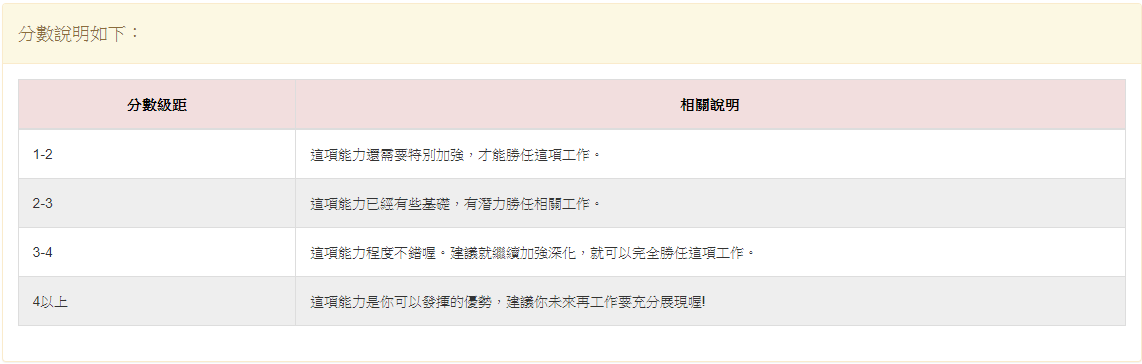 分數說明如下：
分數級距 相關說明
1-2 這項能力還需要特別加強，才能勝任這項工作。
2-3 這項能力已經有些基礎，有潛力勝任相關工作。
3-4 這項能力程度不錯喔。建議就繼續加強深化，就可以完全勝任這項工作。
4以上 這項能力是你可以發揮的優勢，建議你未來再工作要充分展現喔!